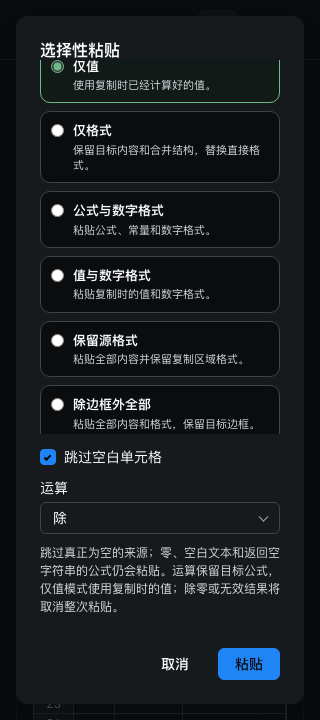 选择性粘贴
仅值
使用复制时已经计算好的值。
仅格式
保留目标内容和合并结构，替换直接格
式。
公式与数字格式
粘贴公式、常量和数字格式。
值与数字格式
粘贴复制时的值和数字格式。
保留源格式
粘贴全部内容并保留复制区域格式。
除边框外全部
粘贴全部内容和格式，保留目标边框。
跳过空白单元格
运算
除
跳过真正为空的来源；零、空白文本和返回空
字符串的公式仍会粘贴。运算保留目标公式，
仅值模式使用复制时的值；除零或无效结果将
取消整次粘贴。
取消
粘贴